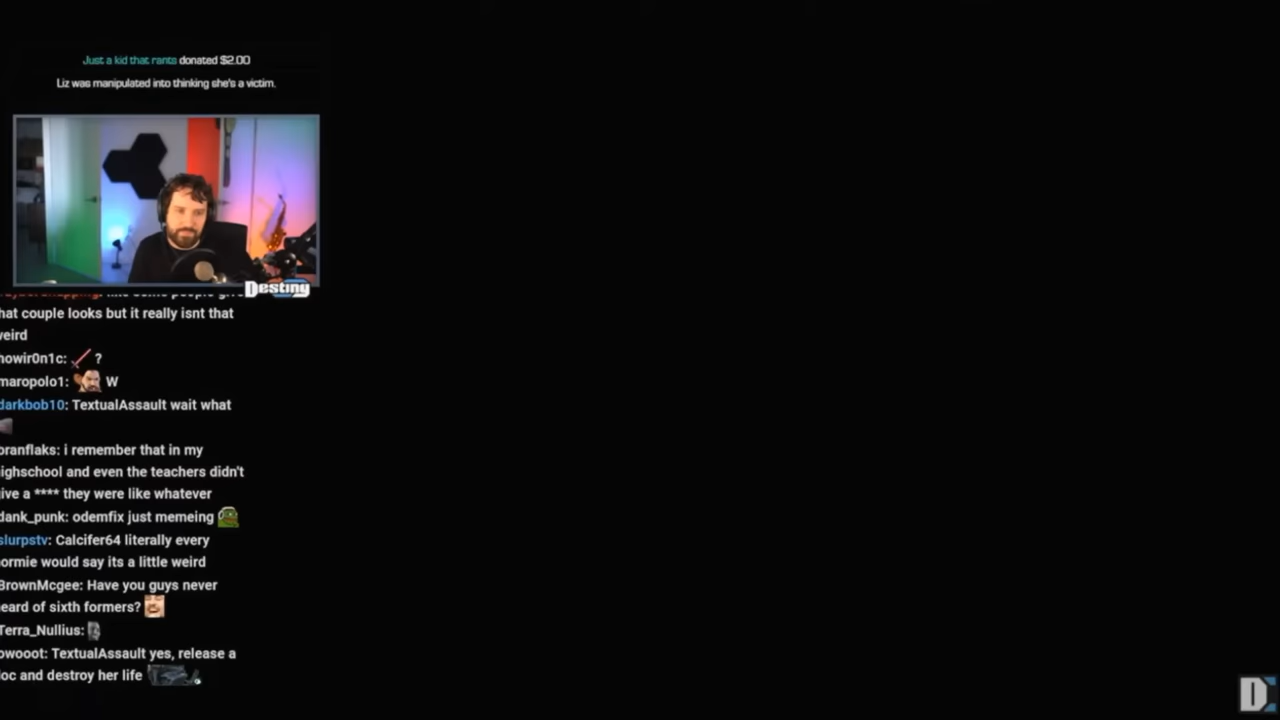 Just a kid that rants donated $2.00
Liz was manipulated into thinking she's a victim.
Destiny
hat couple looks but it really isnt that
eird
nowir0n1c: ?
maropolo1: W
darkbob10: TextualAssault wait what
oranflaks: i remember that in my
ighschool and even the teachers didn't
ive a **** they were like whatever
dank_punk: odemfix just memeing
slurpstv: Calcifer64 literally every
ormie would say its a little weird
BrownMcgee: Have you guys never
eard of sixth formers?
Terra_Nullius:
owooot: TextualAssault yes, release a
loc and destroy her life
D